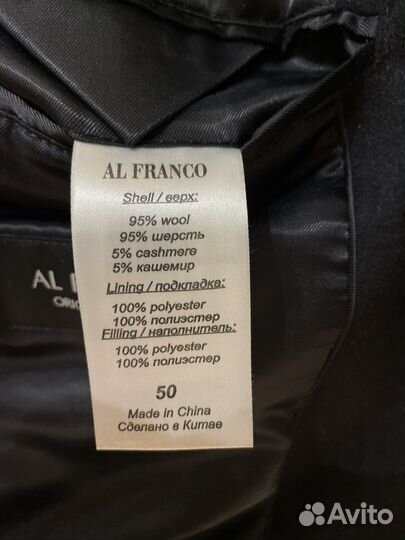 AL FRANCO
Shell / верх:
95% wool
95% шерсть
5% cashmere
5% кашемир
Lining / подкладка:
100% polyester
100% полиэстер
Filling / наполнитель:
100% polyester
100% полиэстер
50
Made in China
Сделано в Китае
AL
Avito